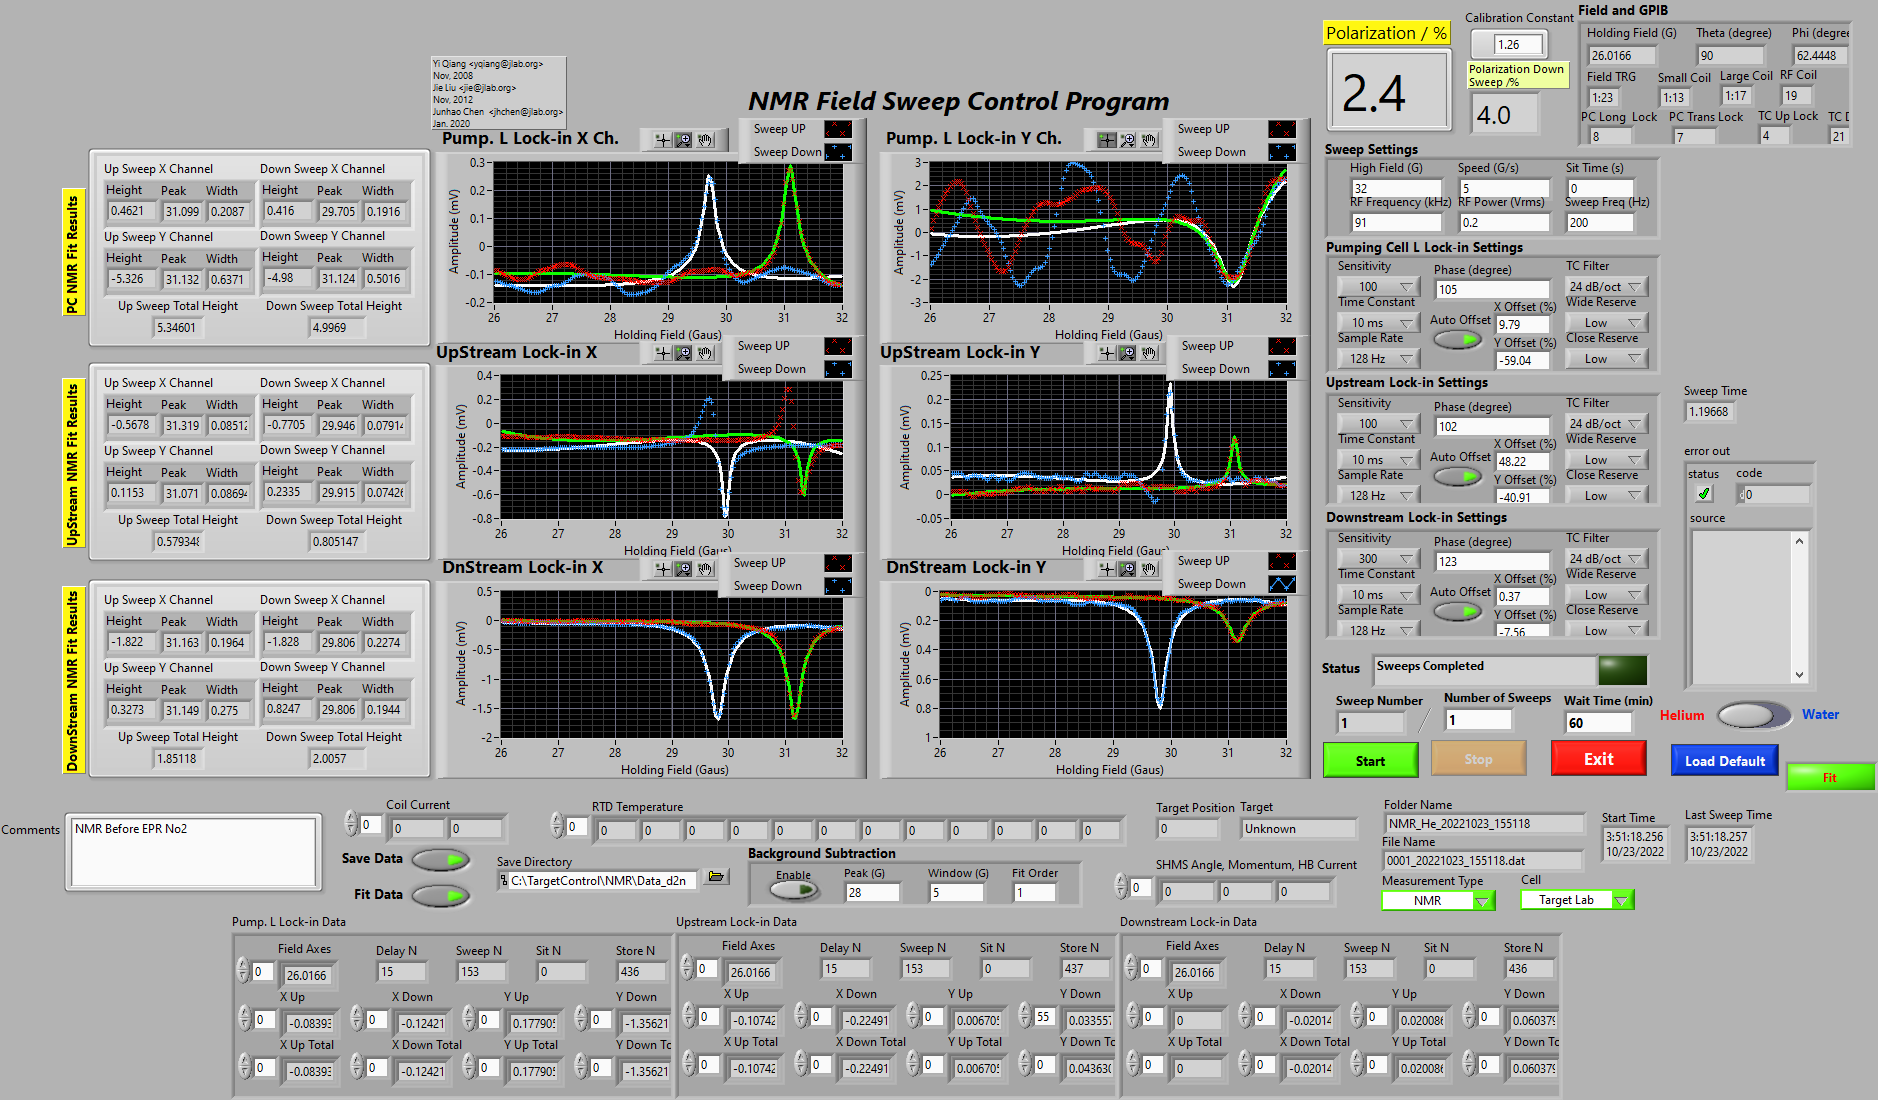 Yi Qiang <yqiang@jlab.org>
Nov, 2008
Jie Liu <jie@jlab.org>
Nov, 2012
Junhao Chen <jhchen@jlab.org>
Jan. 2020
NMR Field Sweep Control Program
Polarization / %
2.4
Calibration Constant
1.26
Polarization Down
Sweep /%
4.0
Field and GPIB
Holding Field (G) Theta (degree) Phi (degree
26.0166 90 62.4448
Field TRG Small Coil Large Coil RF Coil
1:23 1:13 1:17 19
PC Long Lock PC Trans Lock TC Up Lock TC D
8 7 4 21
PC NMR Fit Results
Up Sweep X Channel Down Sweep X Channel
Height Peak Width Height Peak Width
0.4621 31.099 0.2087 0.416 29.705 0.1916
Up Sweep Y Channel Down Sweep Y Channel
Height Peak Width Height Peak Width
-5.326 31.132 0.6371 -4.98 31.124 0.5016
Up Sweep Total Height Down Sweep Total Height
5.34601 4.9969
UpStream NMR Fit Results
Up Sweep X Channel Down Sweep X Channel
Height Peak Width Height Peak Width
-0.5678 31.319 0.08512 -0.7705 29.946 0.07914
Up Sweep Y Channel Down Sweep Y Channel
Height Peak Width Height Peak Width
0.1153 31.071 0.08694 0.2335 29.915 0.07426
Up Sweep Total Height Down Sweep Total Height
0.579348 0.805147
DownStream NMR Fit Results
Up Sweep X Channel Down Sweep X Channel
Height Peak Width Height Peak Width
-1.822 31.163 0.1964 -1.828 29.806 0.2274
Up Sweep Y Channel Down Sweep Y Channel
Height Peak Width Height Peak Width
0.3273 31.149 0.275 0.8247 29.806 0.1944
Up Sweep Total Height Down Sweep Total Height
1.85118 2.0057
Pump. L Lock-in X Ch.
Sweep UP
Sweep Down
Amplitude (mV)
0.3
0.2
0.1
0
-0.1
-0.2
26 27 28 29 30 31 32
Holding Field (Gaus)
Pump. L Lock-in Y Ch.
Sweep UP
Sweep Down
Amplitude (mV)
3
2
1
0
-1
-2
-3
26 27 28 29 30 31 32
Holding Field (Gaus)
UpStream Lock-in X
Sweep UP
Sweep Down
Amplitude (mV)
0.4
0.2
0
-0.2
-0.4
-0.6
-0.8
26 27 28 29 30 31 32
Holding Field (Gaus)
UpStream Lock-in Y
Sweep UP
Sweep Down
Amplitude (mV)
0.25
0.2
0.15
0.1
0.05
0
-0.05
26 27 28 29 30 31 32
Holding Field (Gaus)
DnStream Lock-in X
Sweep UP
Sweep Down
Amplitude (mV)
0.5
0
-0.5
-1
-1.5
-2
26 27 28 29 30 31 32
Holding Field (Gaus)
DnStream Lock-in Y
Sweep UP
Sweep Down
Amplitude (mV)
0
0.2
0.4
0.6
0.8
1
26 27 28 29 30 31 32
Holding Field (Gaus)
Sweep Settings
High Field (G) Speed (G/s) Sit Time (s)
32 5 0
RF Frequency (kHz) RF Power (Vrms) Sweep Freq (Hz)
91 0.2 200
Pumping Cell L Lock-in Settings
Sensitivity Phase (degree) TC Filter
100 105 24 dB/oct
Time Constant X Offset (%) Wide Reserve
10 ms Auto Offset 9.79 Low
Sample Rate Y Offset (%) Close Reserve
128 Hz -59.04 Low
Upstream Lock-in Settings
Sensitivity Phase (degree) TC Filter
100 102 24 dB/oct
Time Constant X Offset (%) Wide Reserve
10 ms Auto Offset 48.22 Low
Sample Rate Y Offset (%) Close Reserve
128 Hz -40.91 Low
Downstream Lock-in Settings
Sensitivity Phase (degree) TC Filter
300 123 24 dB/oct
Time Constant X Offset (%) Wide Reserve
10 ms Auto Offset 0.37 Low
Sample Rate Y Offset (%) Close Reserve
128 Hz -7.56 Low
Sweep Time
1.19668
error out
status code
0
source
Status Sweeps Completed
Sweep Number Number of Sweeps Wait Time (min)
1 / 1 60
Helium Water
Start Stop Exit Load Default Fit
Comments NMR Before EPR No2
Coil Current
0 0 0
Save Data
Fit Data
RTD Temperature
0 0 0 0 0 0 0 0 0 0 0 0 0
Save Directory
C:\TargetControl\NMR\Data_d2n
Background Subtraction
Enable Peak (G) Window (G) Fit Order
28 5 1
Target Position Target
0 Unknown
SHMS Angle, Momentum, HB Current
0 0 0 0
Folder Name
NMR_He_20221023_155118
File Name
0001_20221023_155118.dat
Measurement Type Cell
NMR Target Lab
Start Time Last Sweep Time
3:51:18.256 3:51:18.257
10/23/2022 10/23/2022
Pump. L Lock-in Data
Field Axes Delay N Sweep N Sit N Store N
0 26.0166 15 153 0 436
X Up X Down Y Up Y Down
0 -0.08393 0 -0.12421 0 0.177905 0 -1.35621
X Up Total X Down Total Y Up Total Y Down To
0 -0.08393 0 -0.12421 0 0.177905 0 -1.35621
Upstream Lock-in Data
Field Axes Delay N Sweep N Sit N Store N
0 26.0166 15 153 0 437
X Up X Down Y Up Y Down
0 -0.10742 0 -0.22491 0 0.006705 55 0.033557
X Up Total X Down Total Y Up Total Y Down To
0 -0.10742 0 -0.22491 0 0.006705 0 0.043630
Downstream Lock-in Data
Field Axes Delay N Sweep N Sit N Store N
0 26.0166 15 153 0 436
X Up X Down Y Up Y Down
0 0 0 -0.02014 0 0.020086 0 0.060379
X Up Total X Down Total Y Up Total Y Down To
0 0 0 -0.02014 0 0.020086 0 0.060379